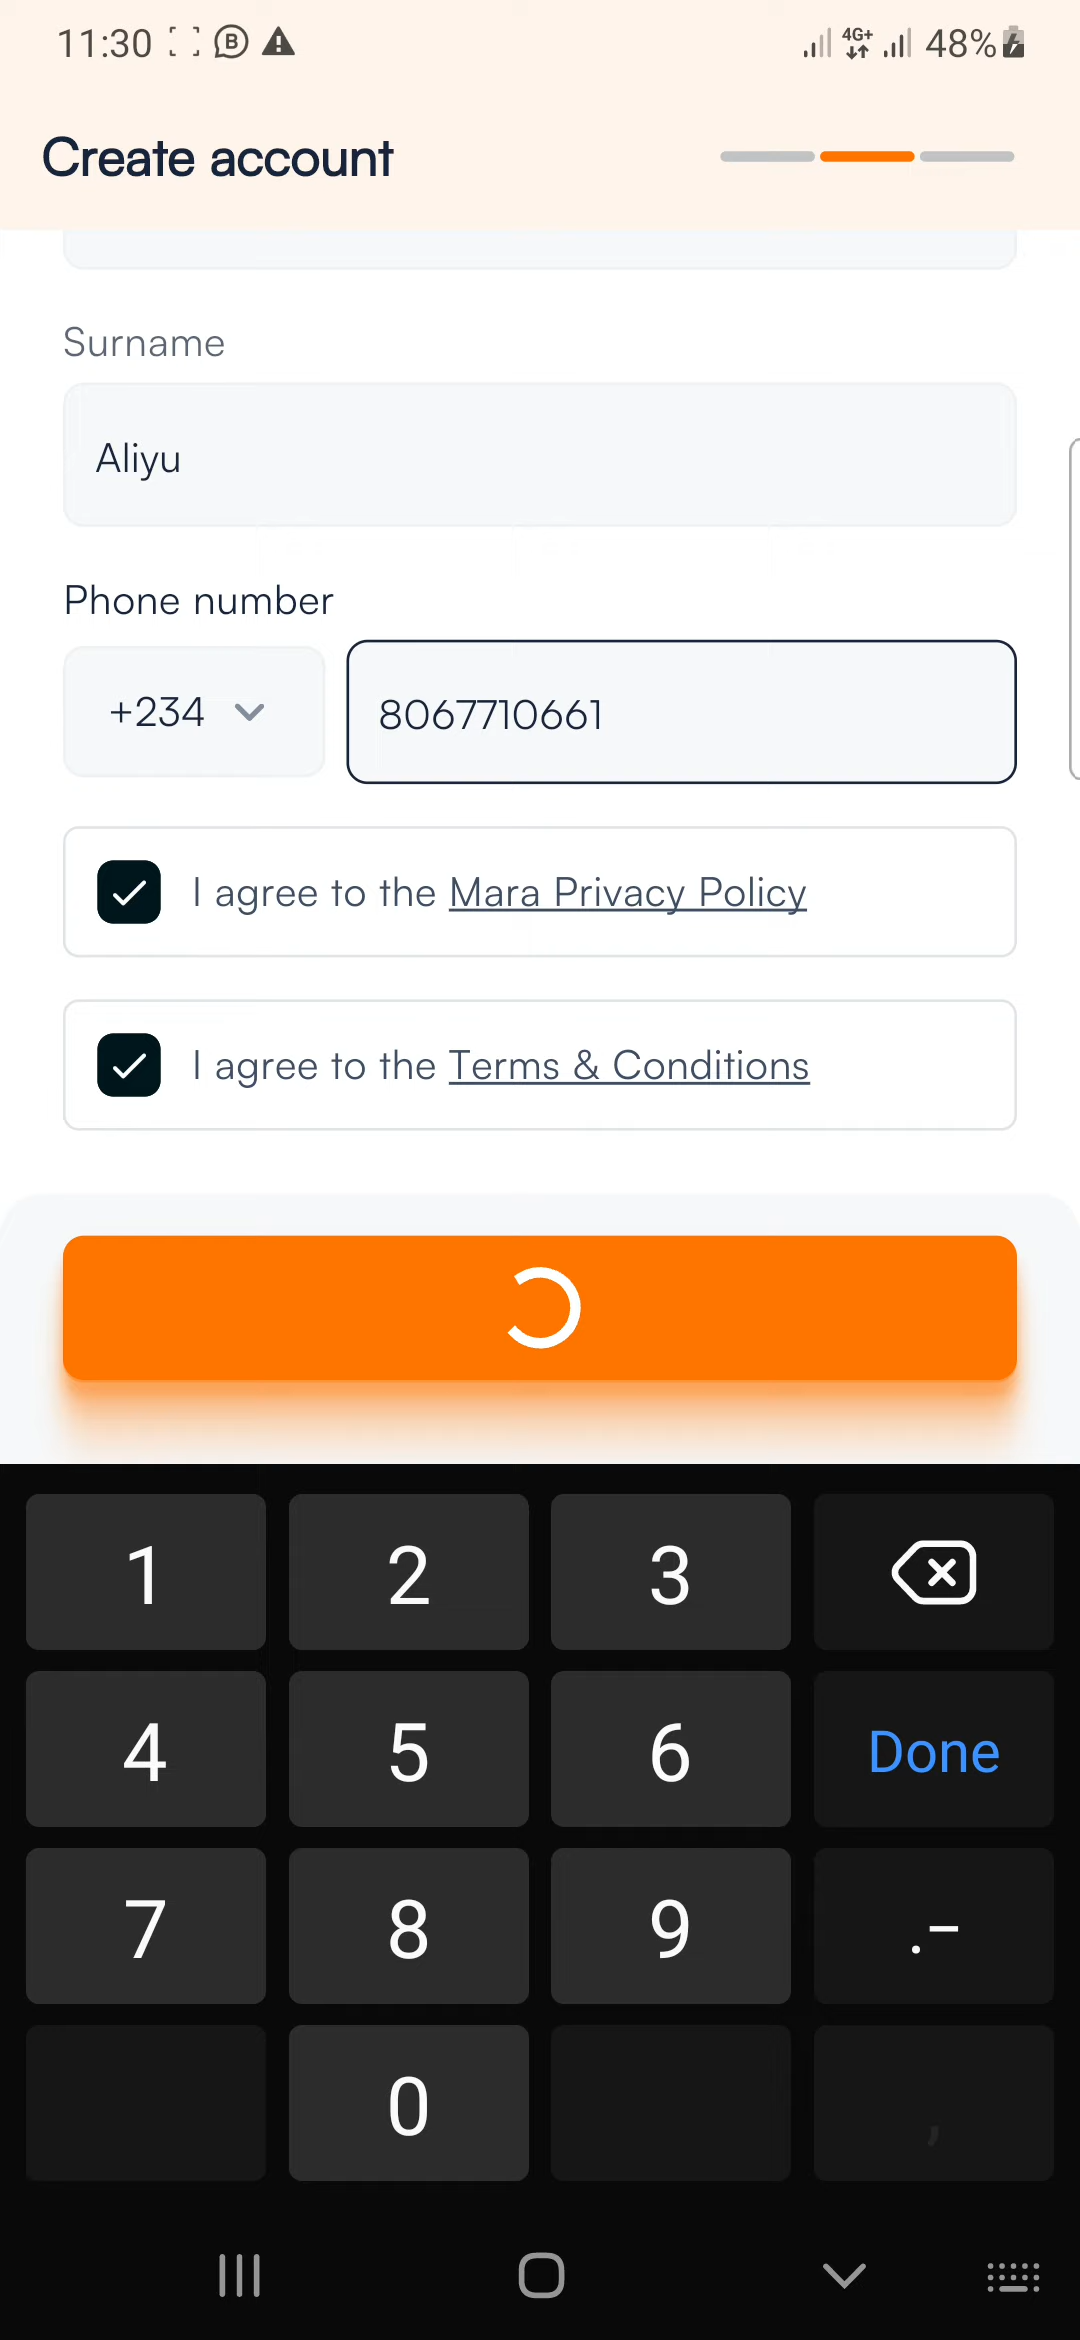 11:30 B 4G+ 48%
Create account
Surname
Aliyu
Phone number
+234 8067710661
I agree to the Mara Privacy Policy
I agree to the Terms & Conditions
1 2 3
4 5 6 Done
7 8 9 .-
0 ,